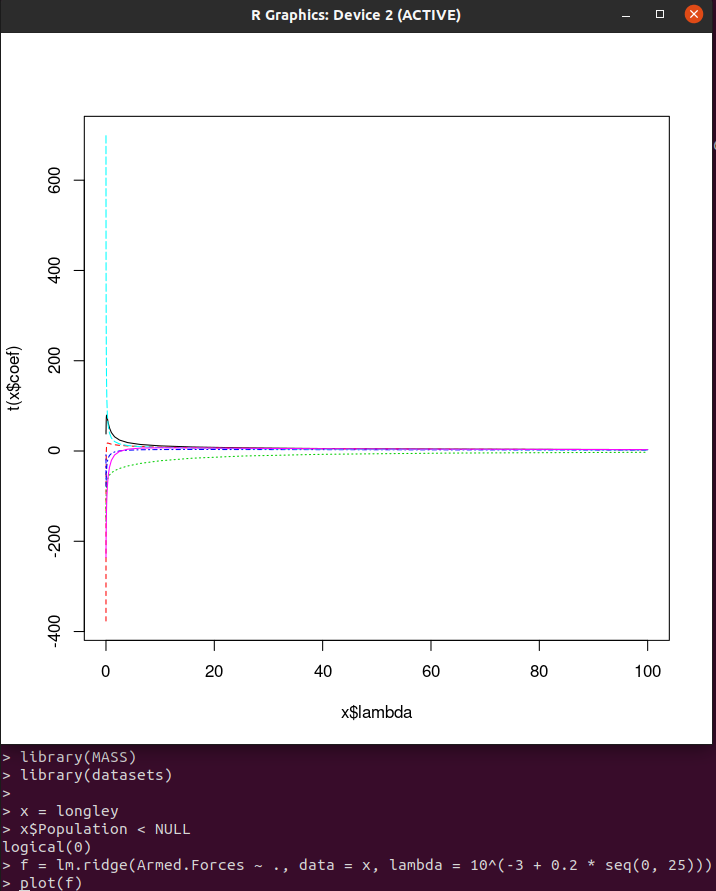 R Graphics: Device 2 (ACTIVE)
600
400
200
0
-200
-400
t(x$coef)
0 20 40 60 80 100
x$lambda
> library(MASS)
> library(datasets)
>
> x = longley
> x$Population < NULL
logical(0)
> f = lm.ridge(Armed.Forces ~ ., data = x, lambda = 10^(-3 + 0.2 * seq(0, 25)))
> plot(f)